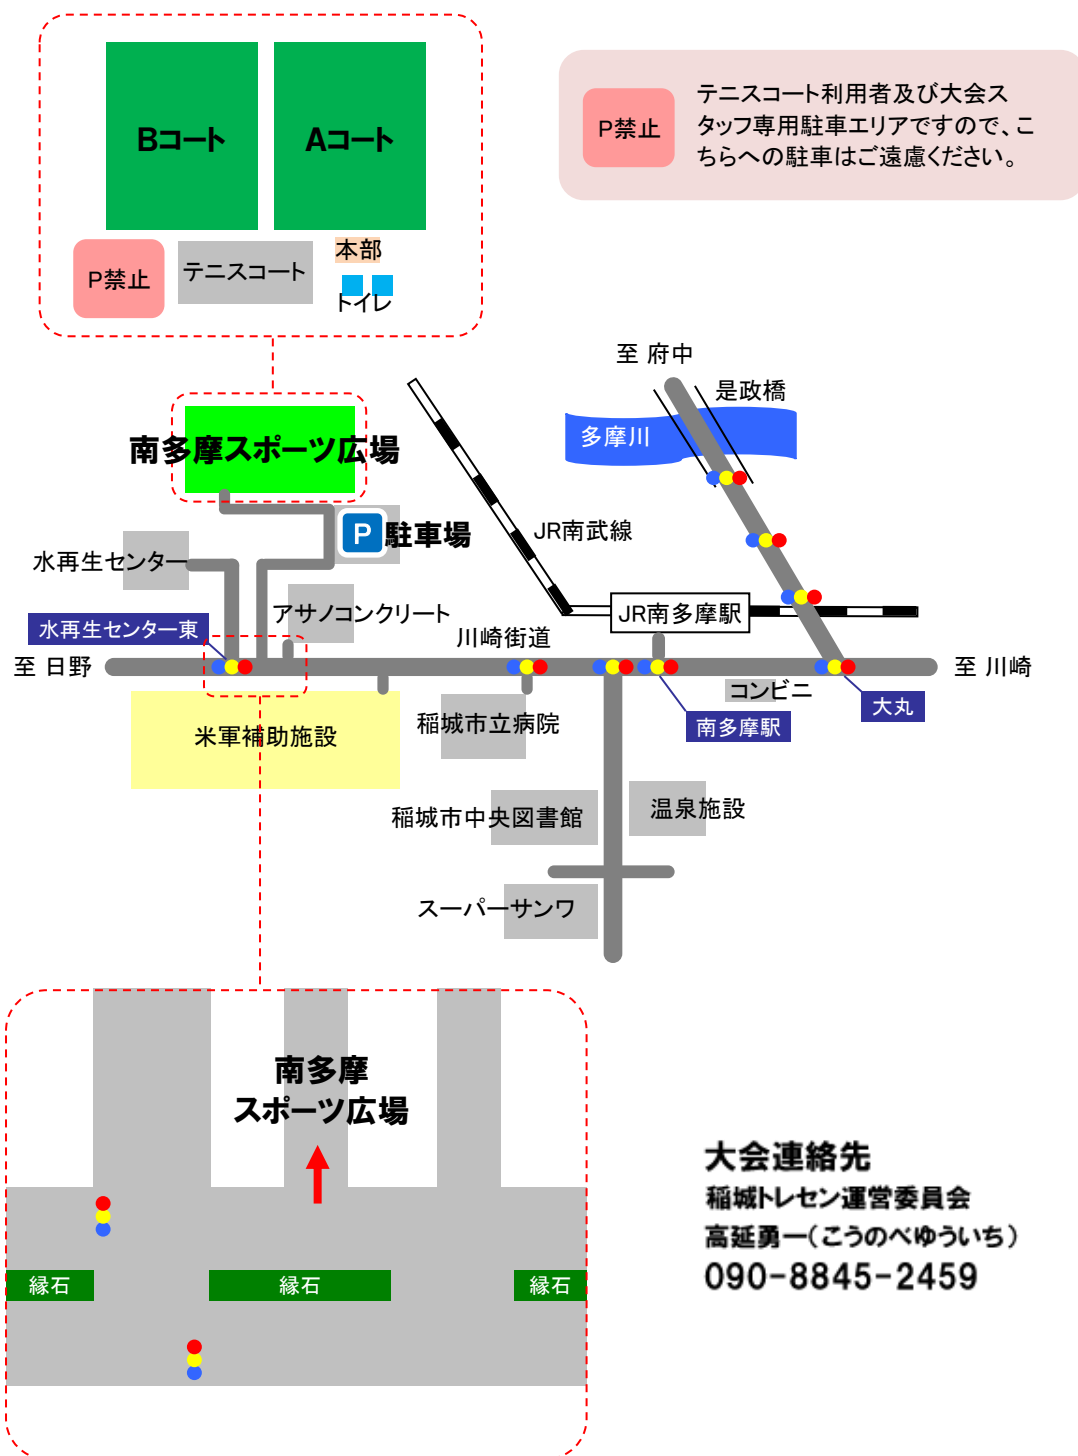 Bコート
Aコート
P禁止
テニスコート利用者及び大会ス
タッフ専用駐車エリアですので、こ
ちらへの駐車はご遠慮ください。
P禁止
テニスコート
本部
トイレ
至 府中
是政橋
多摩川
南多摩スポーツ広場
P
駐車場
JR南武線
水再生センター
アサノコンクリート
JR南多摩駅
水再生センター東
川崎街道
至 日野
至 川崎
コンビニ
大丸
南多摩駅
米軍補助施設
稲城市立病院
稲城市中央図書館
温泉施設
スーパーサンワ
南多摩
スポーツ広場
縁石
縁石
縁石
大会連絡先
稲城トレセン運営委員会
高延勇一(こうのべゆういち)
090-8845-2459